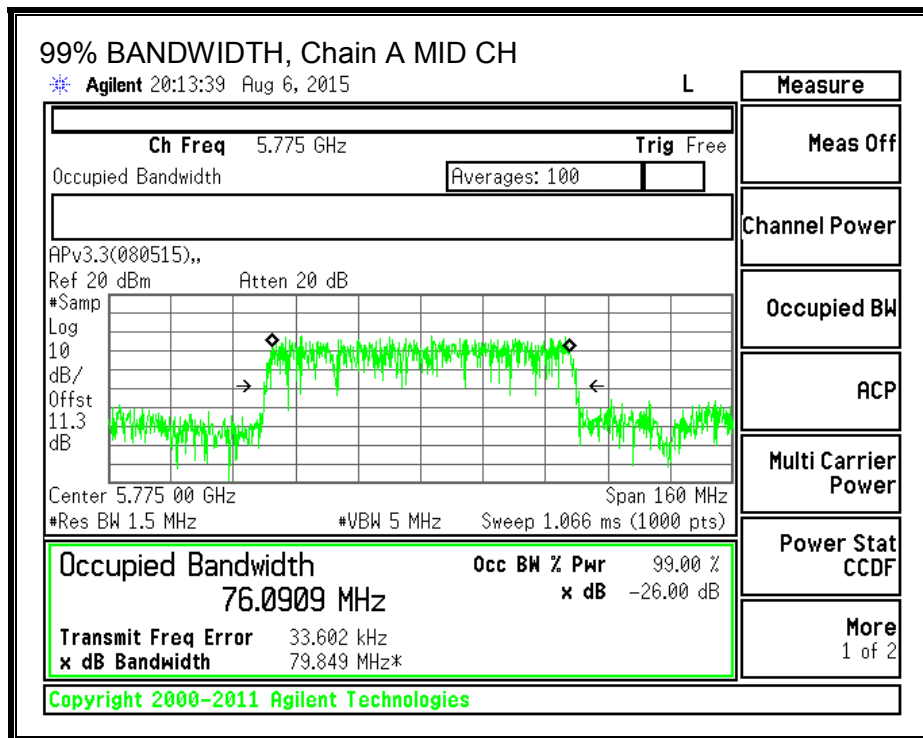 99% BANDWIDTH, Chain A MID CH
Agilent 20:13:39 Aug 6, 2015 L
Measure
Ch Freq 5.775 GHz Trig Free
Meas Off
Occupied Bandwidth Averages: 100
Channel Power
APv3.3(080515),,
Ref 20 dBm Atten 20 dB
#Samp
Log
10
dB/
Offst
11.3
dB
Occupied BW
ACP
Center 5.775 00 GHz Span 160 MHz
#Res BW 1.5 MHz #VBW 5 MHz Sweep 1.066 ms (1000 pts)
Multi Carrier
Power
Occupied Bandwidth Occ BW % Pwr 99.00 %
76.0909 MHz x dB -26.00 dB
Transmit Freq Error 33.602 kHz
x dB Bandwidth 79.849 MHz*
Power Stat
CCDF
More
1 of 2
Copyright 2000-2011 Agilent Technologies